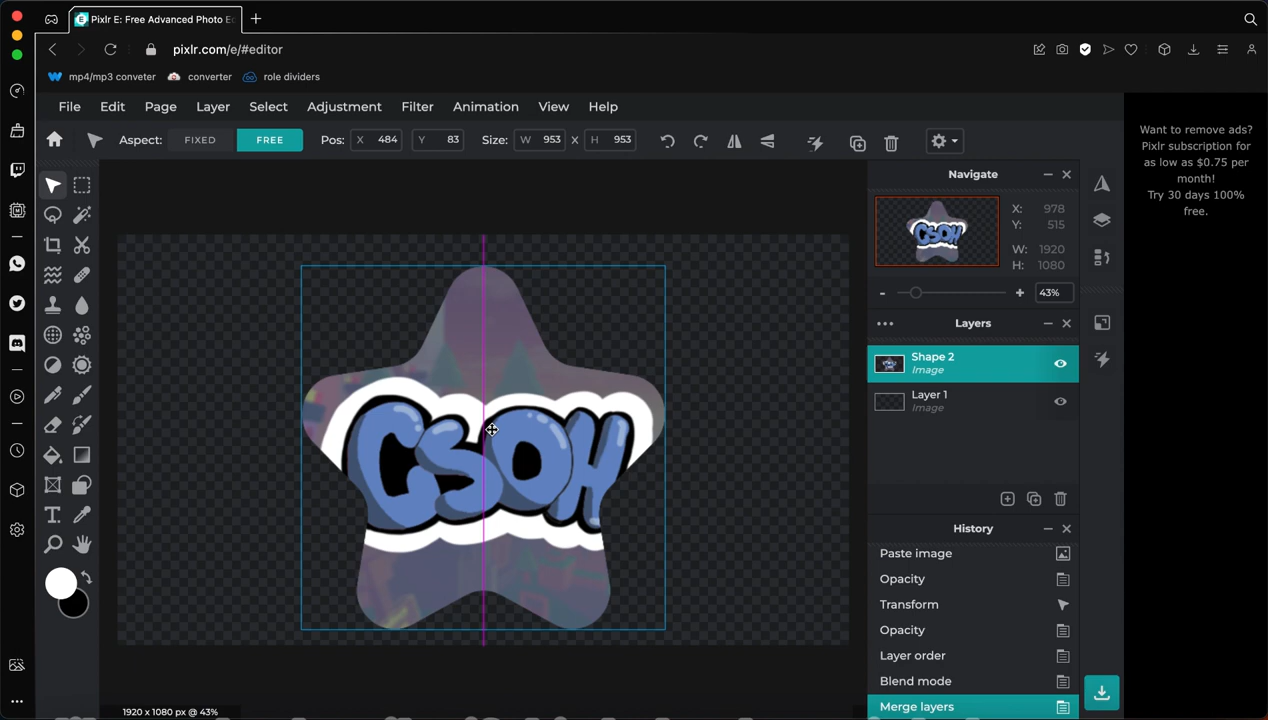 Pixlr E: Free Advanced Photo Ed
pixlr.com/e/#editor
mp4/mp3 conveter
converter
role dividers
File
Edit
Page
Layer
Select
Adjustment
Filter
Animation
View
Help
Aspect:
FIXED
FREE
Pos:
X 484
Y 83
Size:
W 953
X
H 953
Want to remove ads?
Pixlr subscription for
as low as $0.75 per
month!
Try 30 days 100%
free.
Navigate
X: 978
Y: 515
W: 1920
H: 1080
43%
Layers
Shape 2
Image
Layer 1
Image
CSOH
History
Paste image
Opacity
Transform
Opacity
Layer order
Blend mode
Merge layers
1920 x 1080 px @ 43%